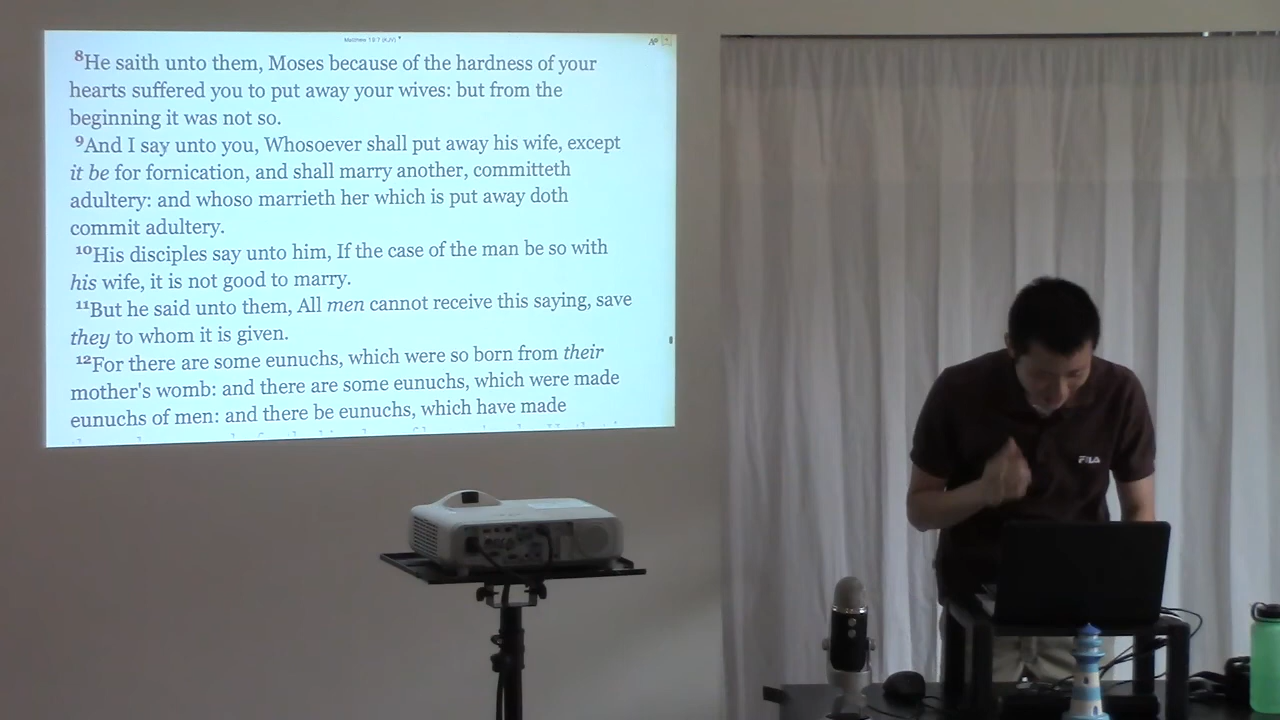 Matthew 19:7 (KJV)
⁸He saith unto them, Moses because of the hardness of your
hearts suffered you to put away your wives: but from the
beginning it was not so.
⁹And I say unto you, Whosoever shall put away his wife, except
it be for fornication, and shall marry another, committeth
adultery: and whoso marrieth her which is put away doth
commit adultery.
¹⁰His disciples say unto him, If the case of the man be so with
his wife, it is not good to marry.
¹¹But he said unto them, All men cannot receive this saying, save
they to whom it is given.
¹²For there are some eunuchs, which were so born from their
mother's womb: and there are some eunuchs, which were made
eunuchs of men: and there be eunuchs, which have made
FILA